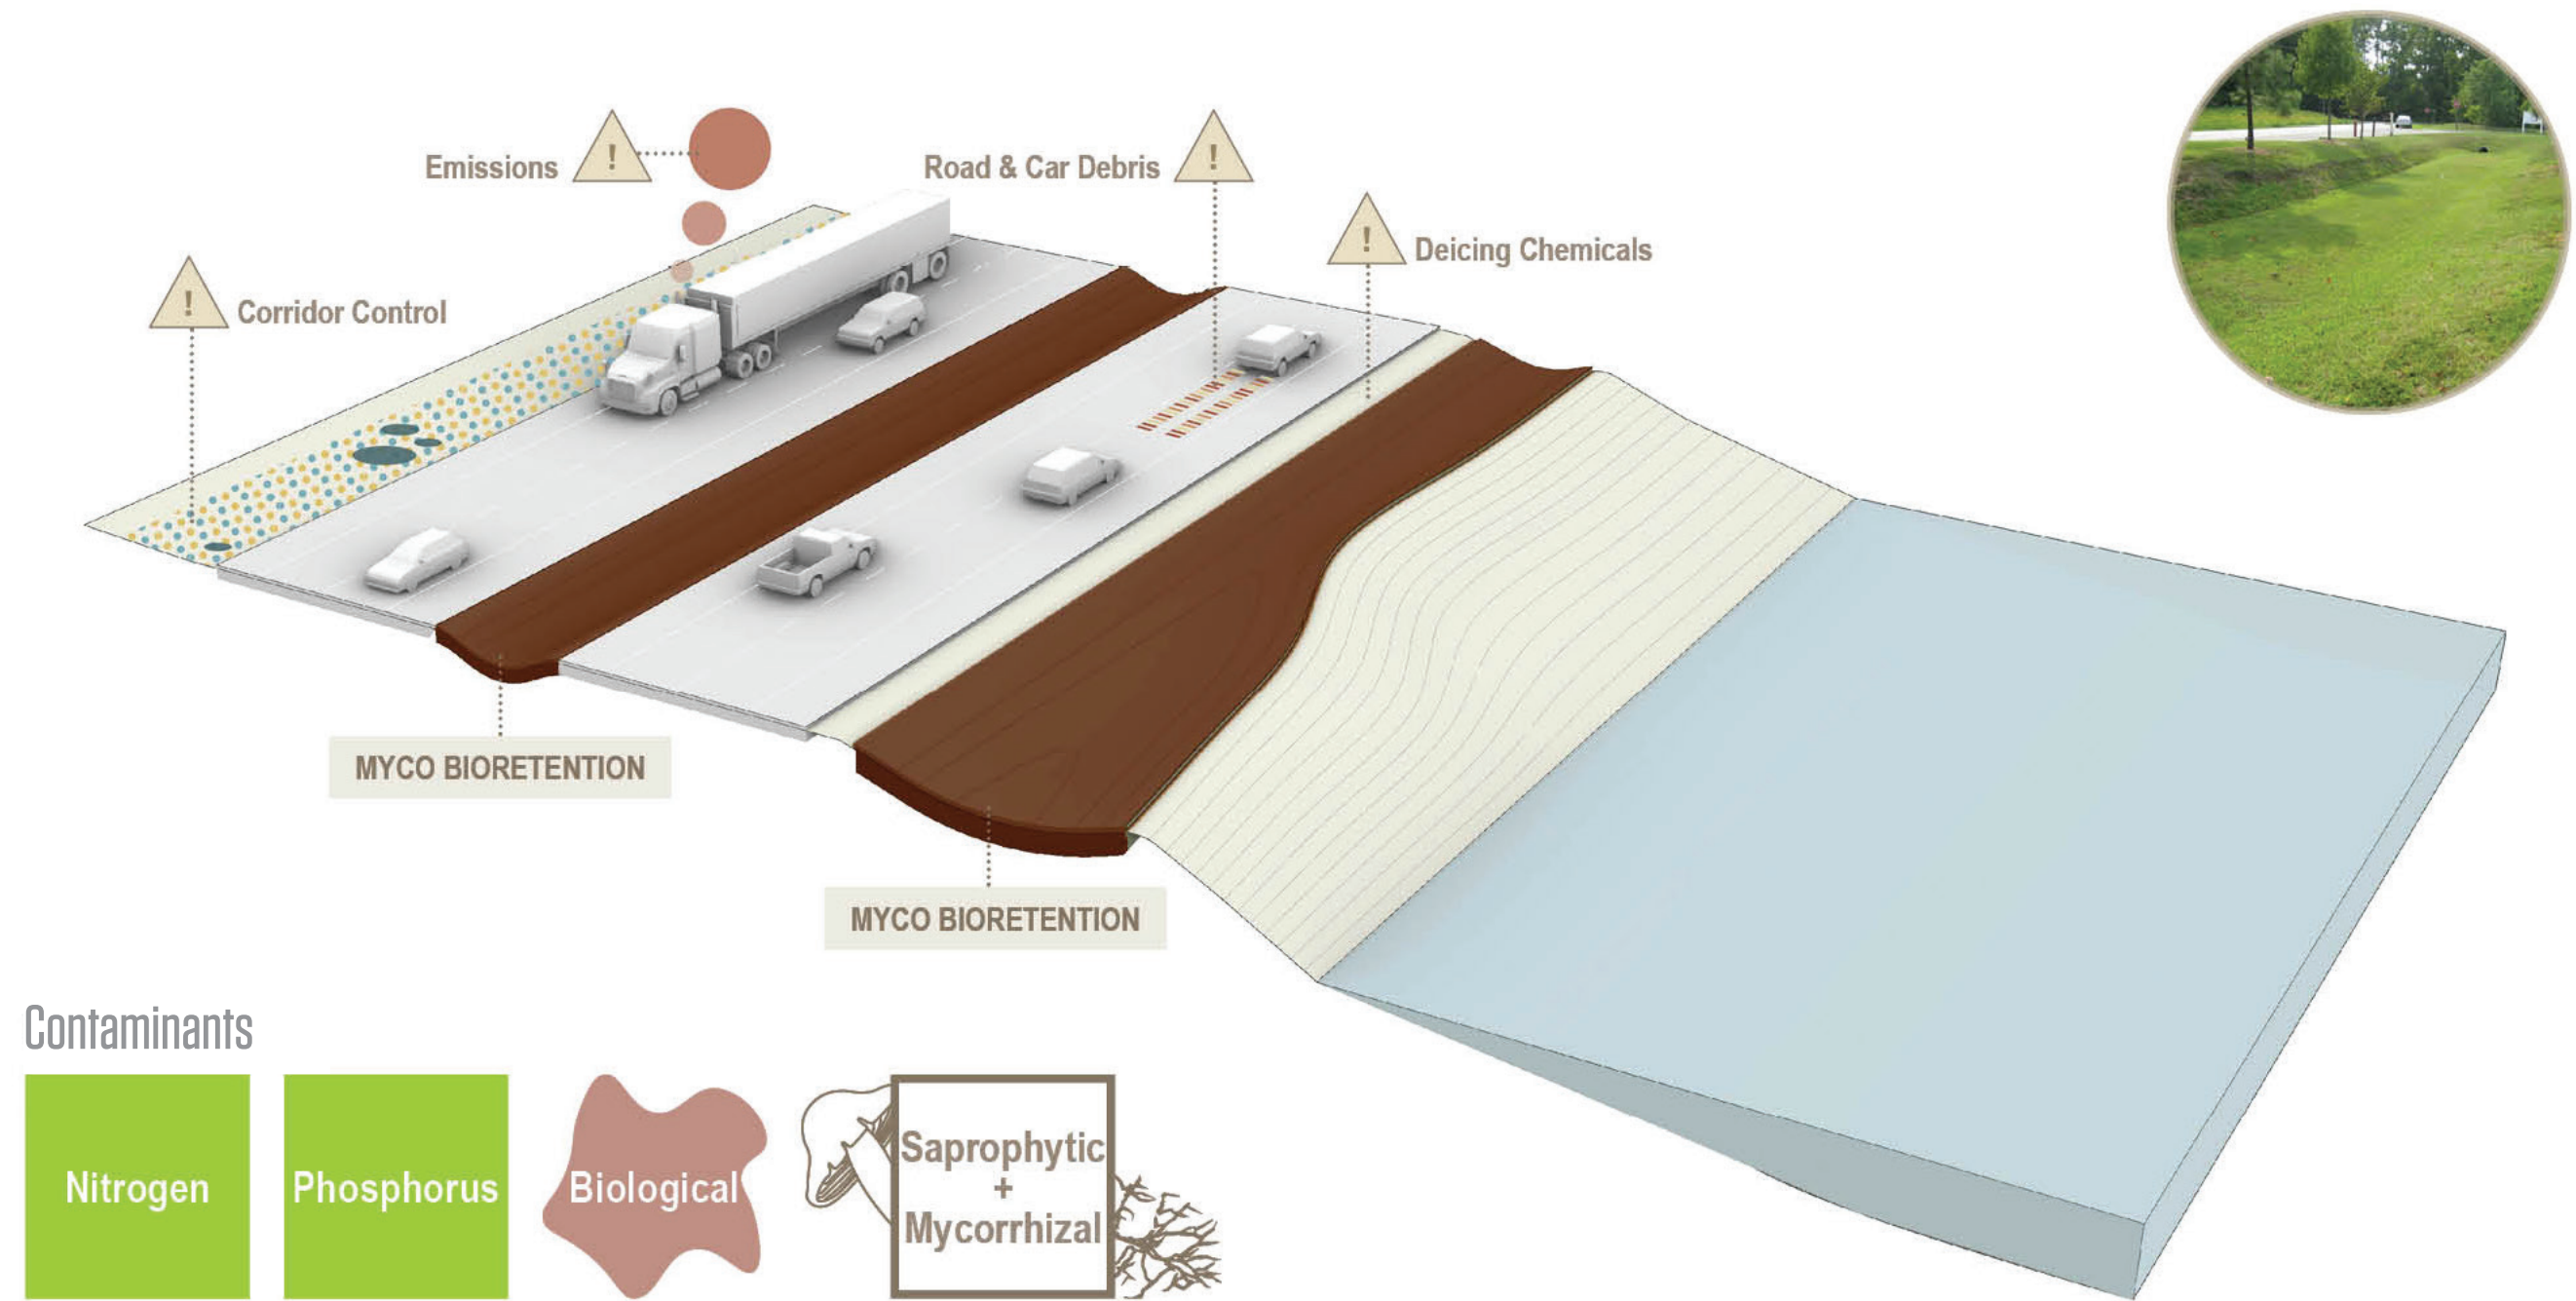 Emissions
!
Road & Car Debris
!
!
Deicing Chemicals
!
Corridor Control
MYCO BIORETENTION
MYCO BIORETENTION
Contaminants
Nitrogen
Phosphorus
Biological
Saprophytic
+
Mycorrhizal